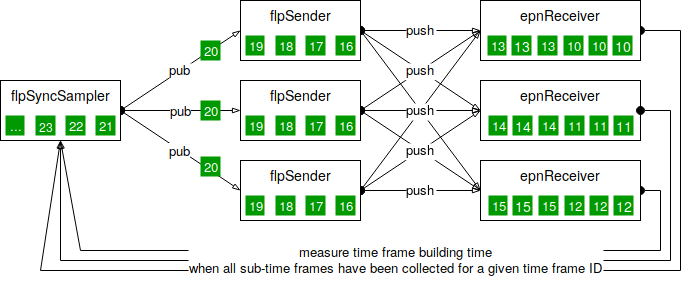 flpSyncSampler
... 23 22 21
pub
pub
pub
20
20
20
flpSender
19 18 17 16
flpSender
19 18 17 16
flpSender
19 18 17 16
push
push
push
push
push
epnReceiver
13 13 13 10 10 10
epnReceiver
14 14 14 11 11 11
epnReceiver
15 15 15 12 12 12
measure time frame building time
when all sub-time frames have been collected for a given time frame ID